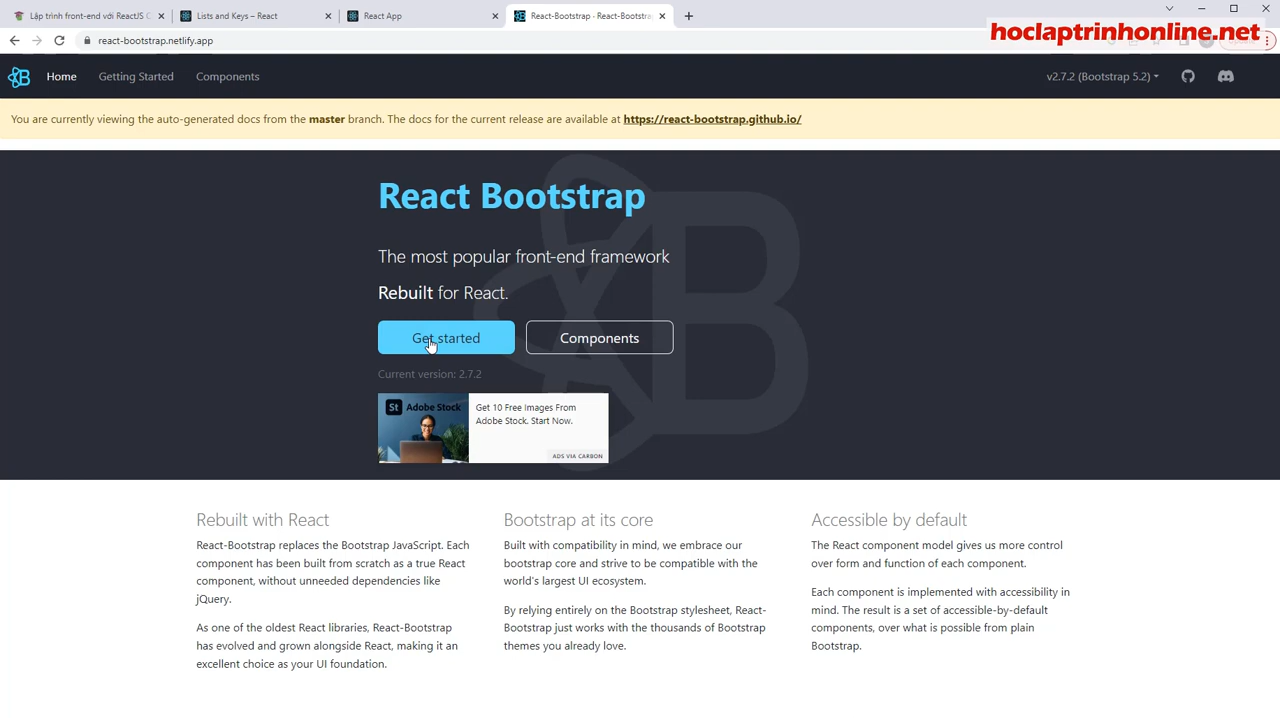 Lập trình front-end với ReactJS
Lists and Keys – React
React App
React-Bootstrap · React-Bootstrap
react-bootstrap.netlify.app
hoclaptrinhonline.net
Home
Getting Started
Components
v2.7.2 (Bootstrap 5.2)
You are currently viewing the auto-generated docs from the master branch. The docs for the current release are available at https://react-bootstrap.github.io/
React Bootstrap
The most popular front-end framework
Rebuilt for React.
Get started
Components
Current version: 2.7.2
St Adobe Stock
Get 10 Free Images From
Adobe Stock. Start Now.
ADS VIA CARBON
Rebuilt with React
React-Bootstrap replaces the Bootstrap JavaScript. Each
component has been built from scratch as a true React
component, without unneeded dependencies like
jQuery.
As one of the oldest React libraries, React-Bootstrap
has evolved and grown alongside React, making it an
excellent choice as your UI foundation.
Bootstrap at its core
Built with compatibility in mind, we embrace our
bootstrap core and strive to be compatible with the
world's largest UI ecosystem.
By relying entirely on the Bootstrap stylesheet, React-
Bootstrap just works with the thousands of Bootstrap
themes you already love.
Accessible by default
The React component model gives us more control
over form and function of each component.
Each component is implemented with accessibility in
mind. The result is a set of accessible-by-default
components, over what is possible from plain
Bootstrap.